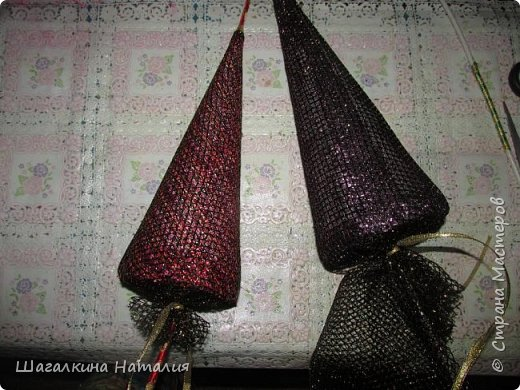 © Страна Мастеров
Шагалкина Наталия